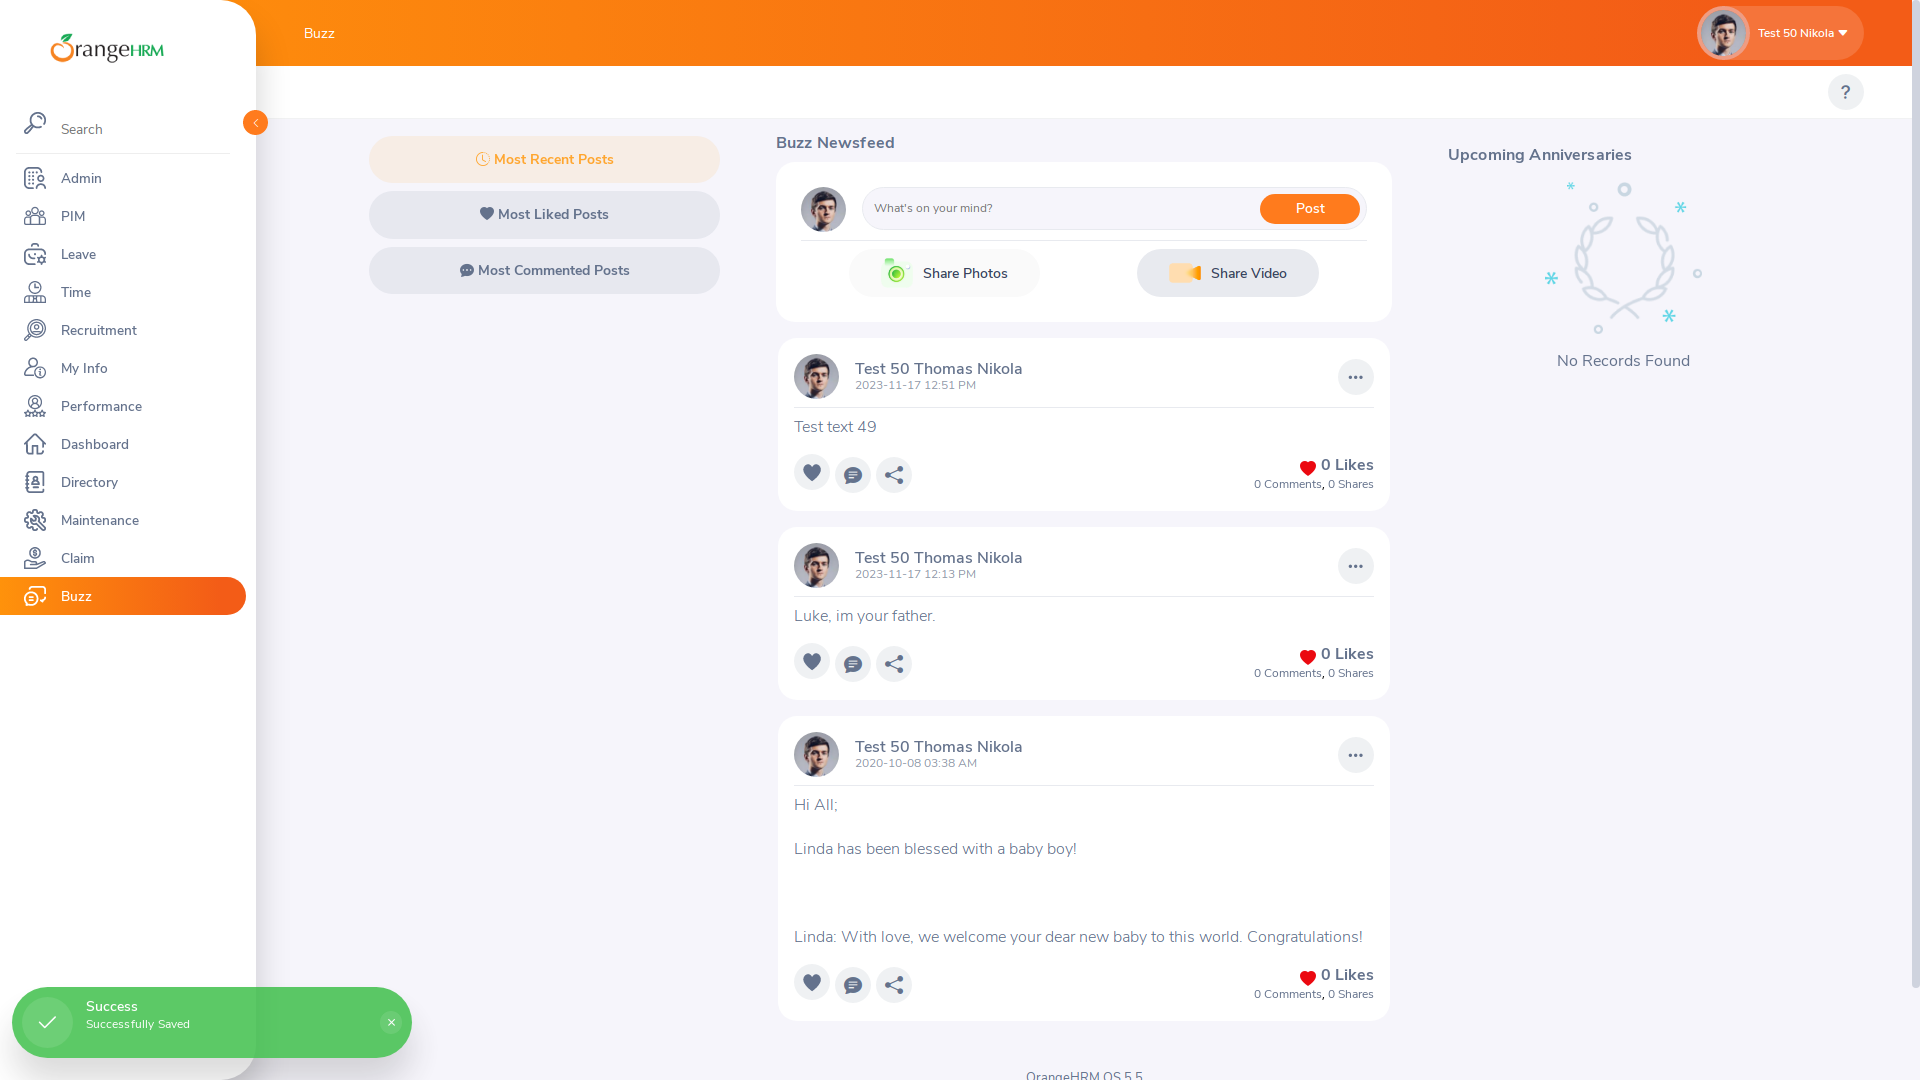 OrangeHRM
Search
Admin
PIM
Leave
Time
Recruitment
My Info
Performance
Dashboard
Directory
Maintenance
Claim
Buzz
Buzz
Test 50 Nikola
?
Most Recent Posts
Most Liked Posts
Most Commented Posts
Buzz Newsfeed
What's on your mind?
Post
Share Photos
Share Video
Test 50 Thomas Nikola
2023-11-17 12:51 PM
Test text 49
0 Likes
0 Comments, 0 Shares
Test 50 Thomas Nikola
2023-11-17 12:13 PM
Luke, im your father.
0 Likes
0 Comments, 0 Shares
Test 50 Thomas Nikola
2020-10-08 03:38 AM
Hi All;
Linda has been blessed with a baby boy!
Linda: With love, we welcome your dear new baby to this world. Congratulations!
0 Likes
0 Comments, 0 Shares
Upcoming Anniversaries
No Records Found
Success
Successfully Saved
OrangeHRM OS 5.5